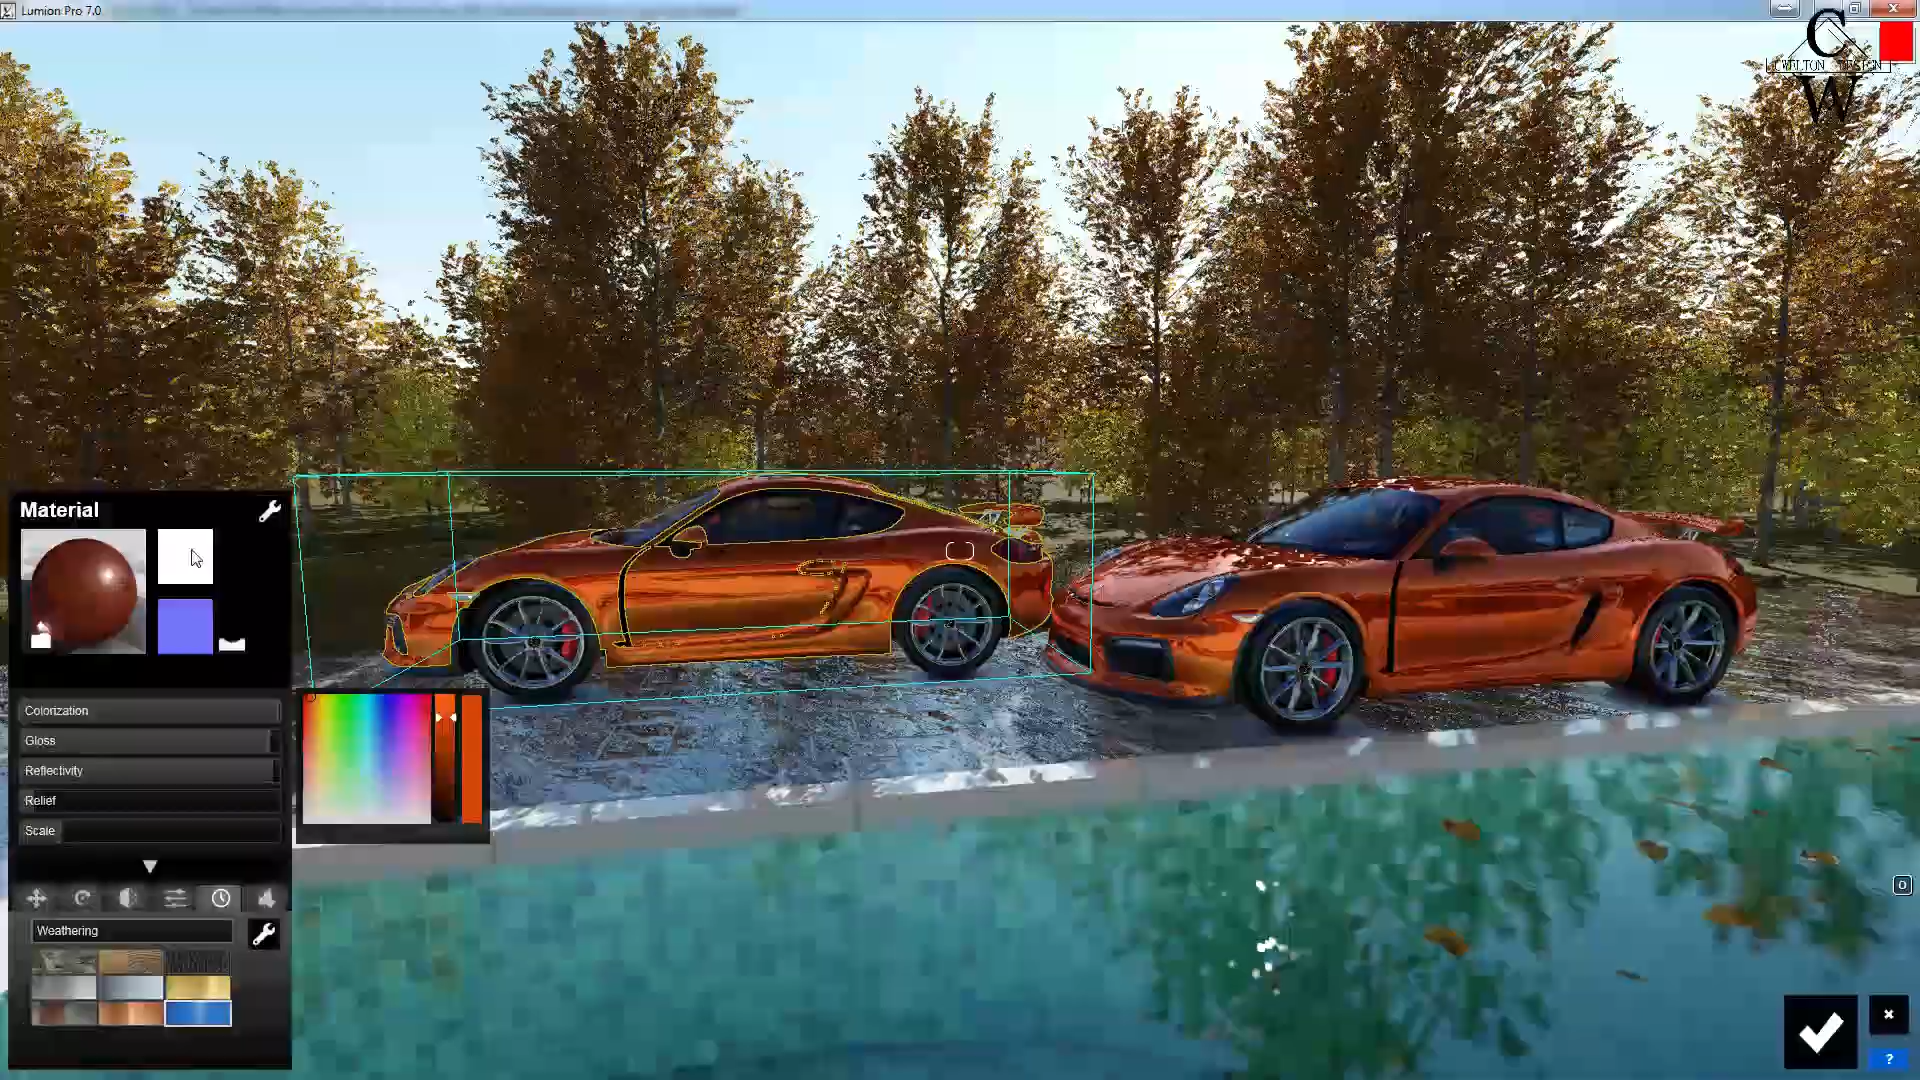 Lumion Pro 7.0
C
W
Material
Colorization
Gloss
Reflectivity
Relief
Scale
Weathering
O
?